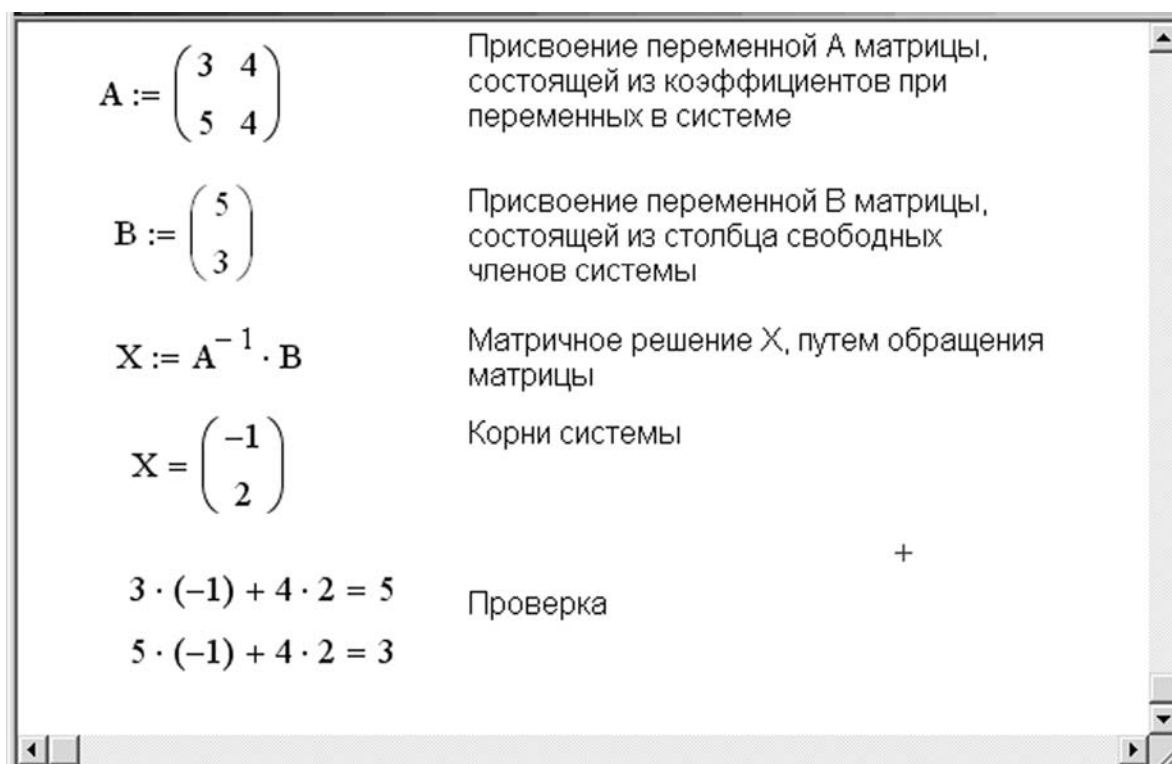 A := ( 3 4
5 4 )
Присвоение переменной А матрицы,
состоящей из коэффициентов при
переменных в системе
B := ( 5
3 )
Присвоение переменной В матрицы,
состоящей из столбца свободных
членов системы
X := A⁻¹ · B
Матричное решение Х, путем обращения
матрицы
X = ( −1
2 )
Корни системы
3 · (−1) + 4 · 2 = 5
5 · (−1) + 4 · 2 = 3
Проверка